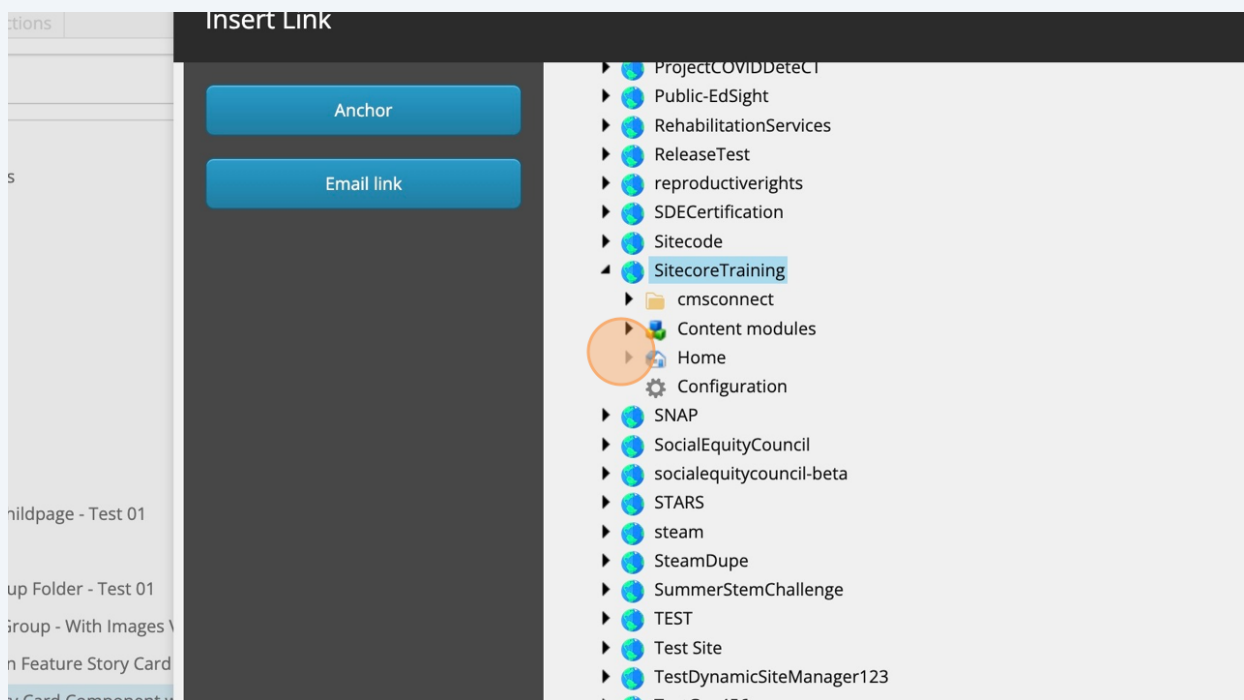 ctions
Insert Link
Anchor
Email link
s
hildpage - Test 01
up Folder - Test 01
Group - With Images
n Feature Story Card
Card Component
ProjectCOVIDDeteCT
Public-EdSight
RehabilitationServices
ReleaseTest
reproductiverights
SDECertification
Sitecode
SitecoreTraining
cmsconnect
Content modules
Home
Configuration
SNAP
SocialEquityCouncil
socialequitycouncil-beta
STARS
steam
SteamDupe
SummerStemChallenge
TEST
Test Site
TestDynamicSiteManager123